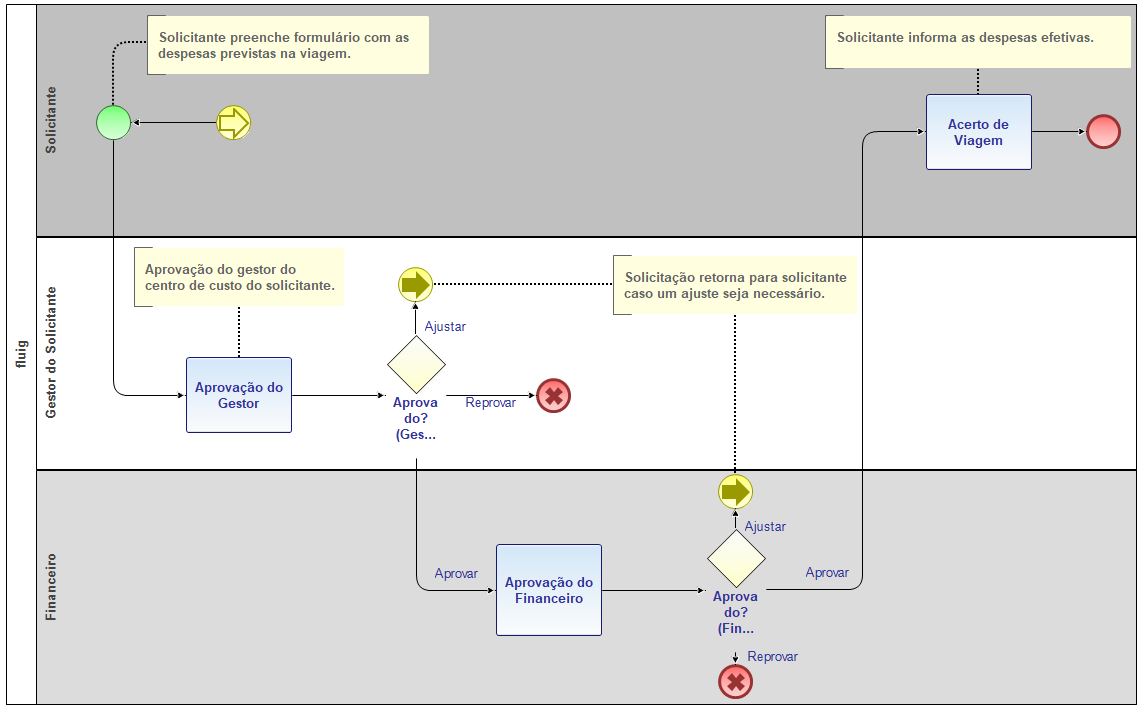 fluig
Solicitante
Solicitante preenche formulário com as
despesas previstas na viagem.
Solicitante informa as despesas efetivas.
Acerto de
Viagem
Gestor do Solicitante
Aprovação do gestor do
centro de custo do solicitante.
Solicitação retorna para solicitante
caso um ajuste seja necessário.
Ajustar
Aprovação do
Gestor
Aprova
do?
(Ges...
Reprovar
Financeiro
Aprovar
Aprovação do
Financeiro
Ajustar
Aprova
do?
(Fin...
Aprovar
Reprovar